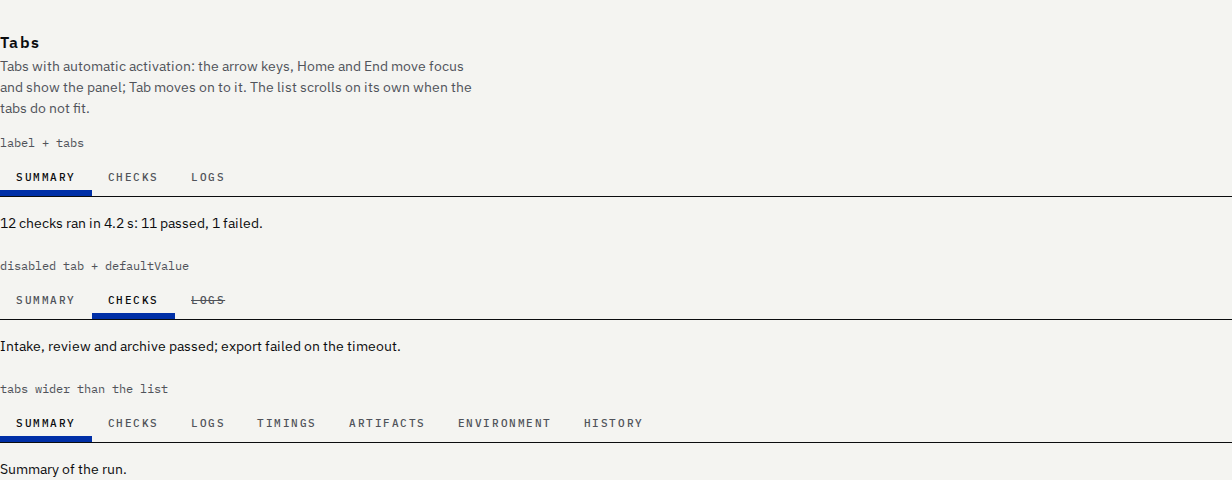 Tabs
Tabs with automatic activation: the arrow keys, Home and End move focus
and show the panel; Tab moves on to it. The list scrolls on its own when the
tabs do not fit.
label + tabs
SUMMARY CHECKS LOGS
12 checks ran in 4.2 s: 11 passed, 1 failed.
disabled tab + defaultValue
SUMMARY CHECKS LOGS
Intake, review and archive passed; export failed on the timeout.
tabs wider than the list
SUMMARY CHECKS LOGS TIMINGS ARTIFACTS ENVIRONMENT HISTORY
Summary of the run.